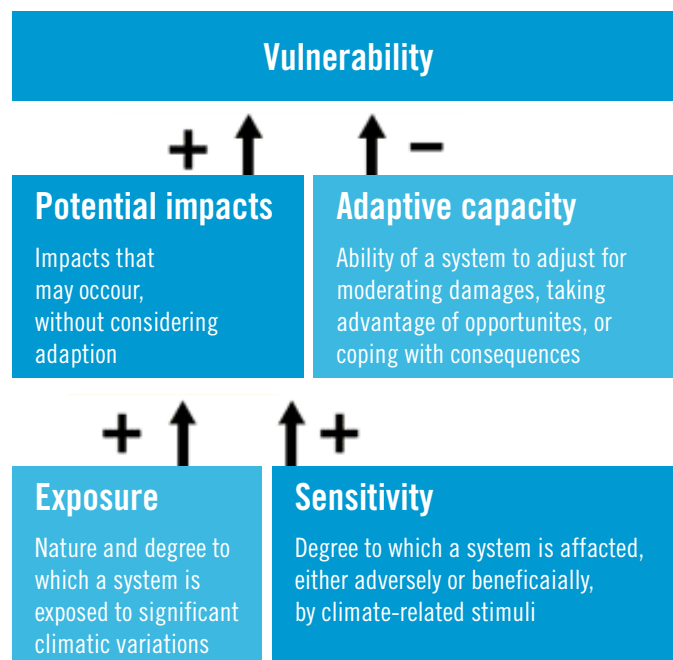 Vulnerability
+ −
Potential impacts
Impacts that
may occour,
without considering
adaption
Adaptive capacity
Ability of a system to adjust for
moderating damages, taking
advantage of opportunites, or
coping with consequences
+ +
Exposure
Nature and degree to
which a system is
exposed to significant
climatic variations
Sensitivity
Degree to which a system is affacted,
either adversely or beneficaially,
by climate-related stimuli